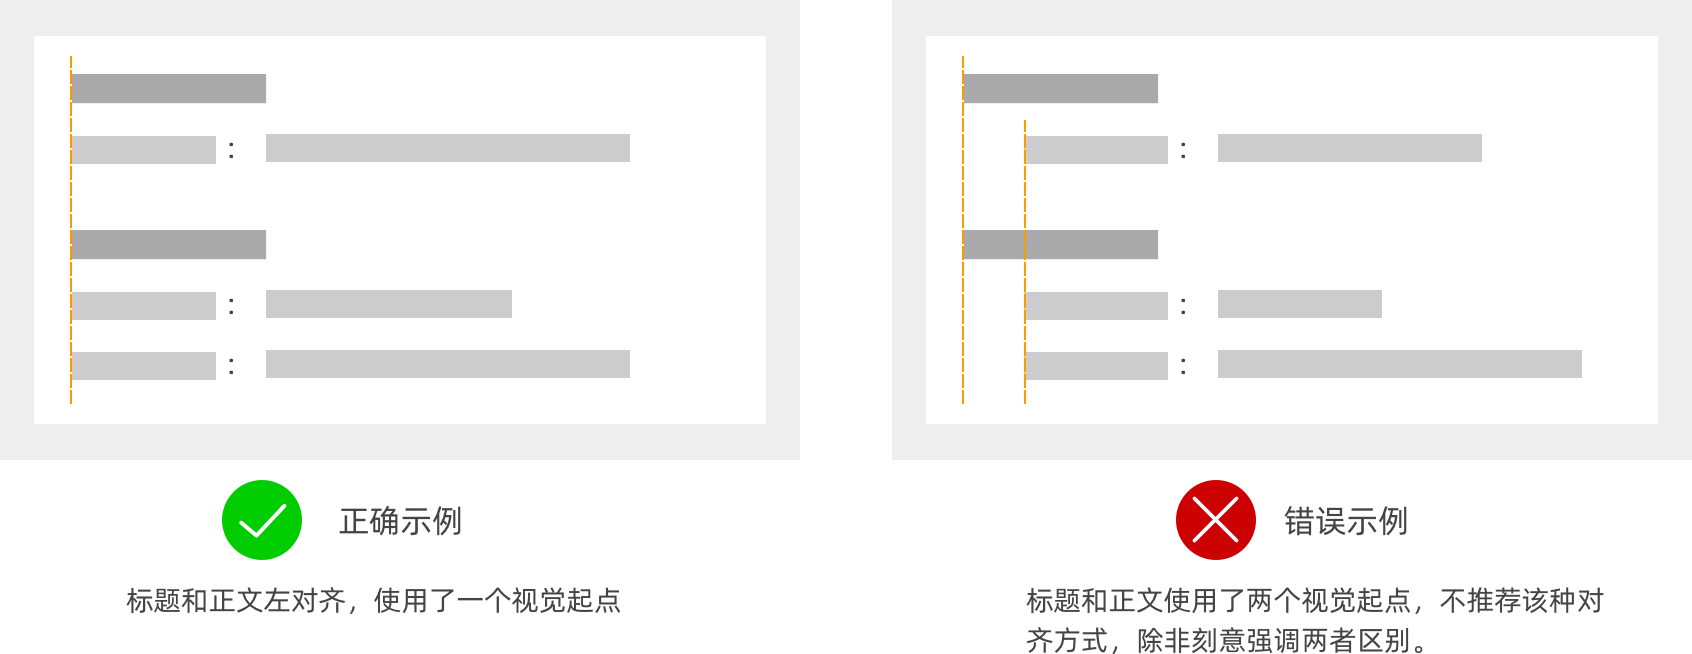 ：
：
：
：
：
：
正确示例
错误示例
标题和正文左对齐，使用了一个视觉起点
标题和正文使用了两个视觉起点，不推荐该种对
齐方式，除非刻意强调两者区别。